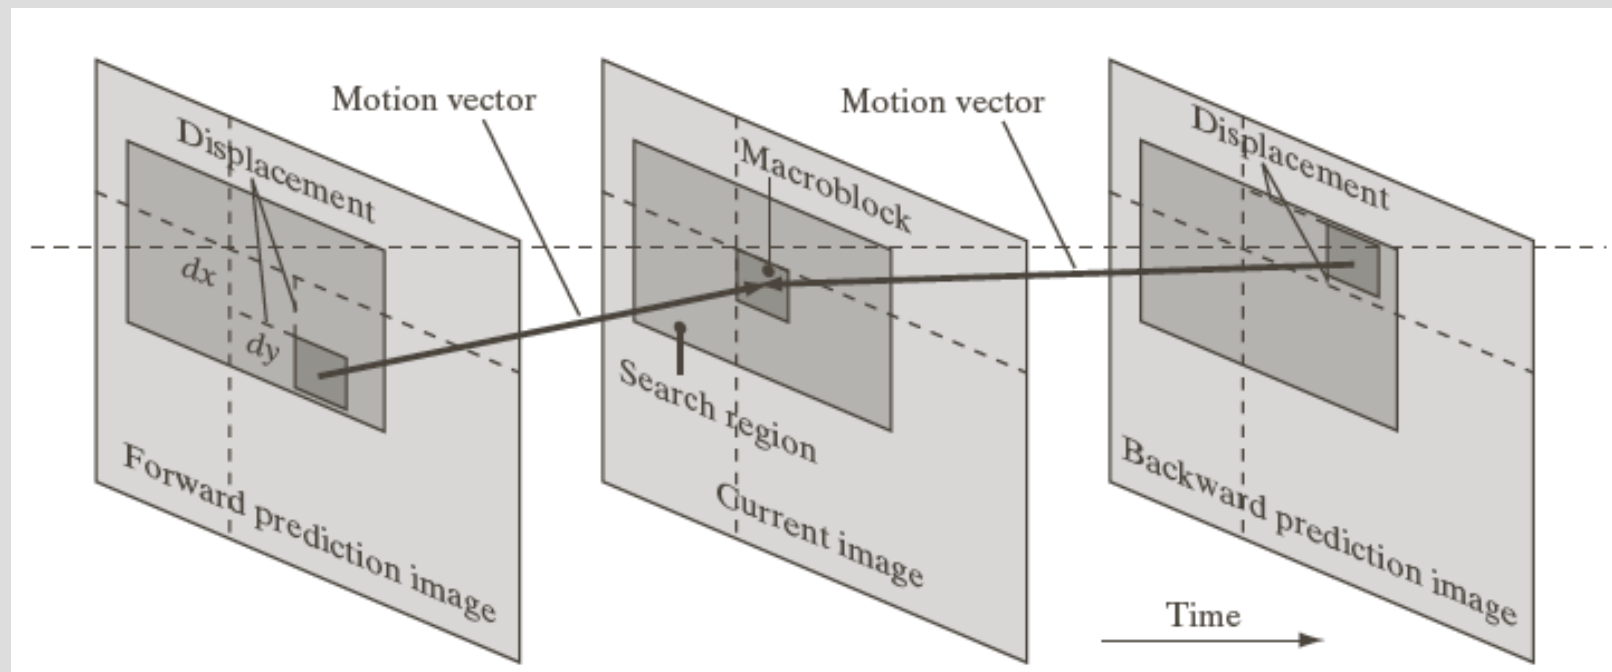 Motion vector
Displacement
dx
dy
Forward prediction image
Motion vector
Macroblock
Search region
Current image
Displacement
Backward prediction image
Time